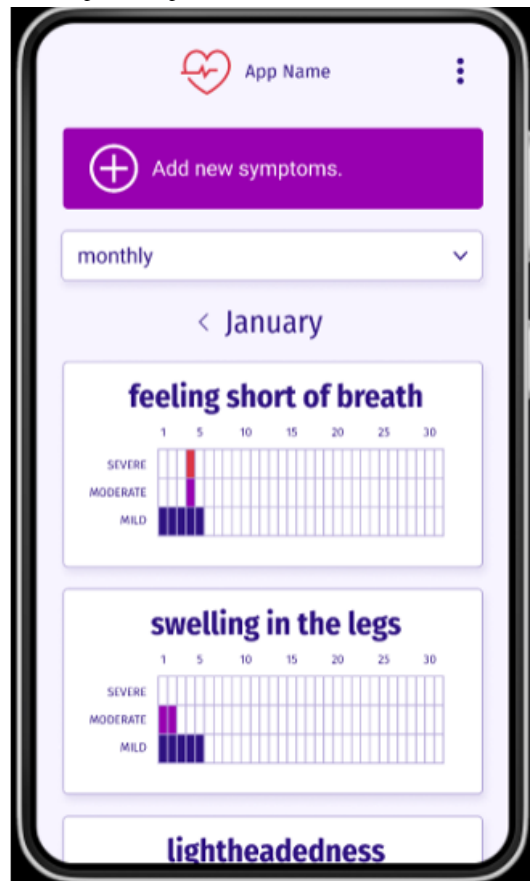 App Name
Add new symptoms.
monthly
< January
feeling short of breath
1 5 10 15 20 25 30
SEVERE
MODERATE
MILD
swelling in the legs
1 5 10 15 20 25 30
SEVERE
MODERATE
MILD
lightheadedness